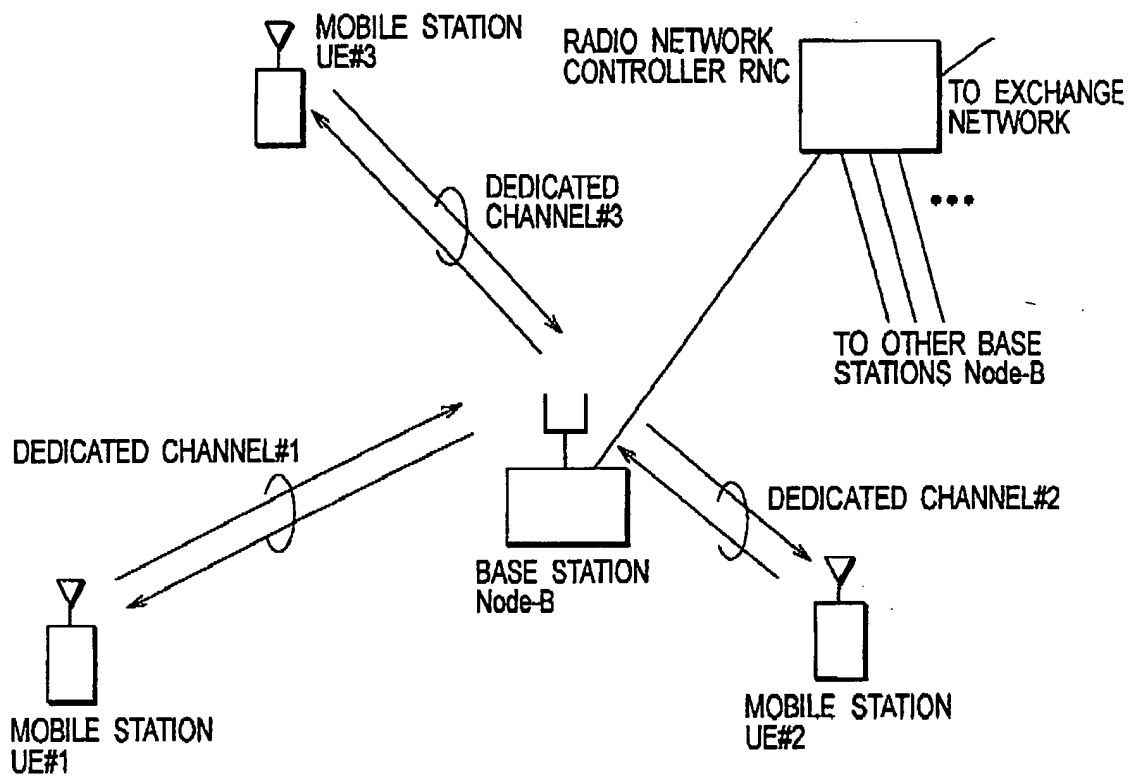 MOBILE STATION
UE#3
RADIO NETWORK
CONTROLLER RNC
TO EXCHANGE
NETWORK
DEDICATED
CHANNEL#3
TO OTHER BASE
STATIONS Node-B
DEDICATED CHANNEL#1
DEDICATED CHANNEL#2
BASE STATION
Node-B
MOBILE STATION
UE#1
MOBILE STATION
UE#2